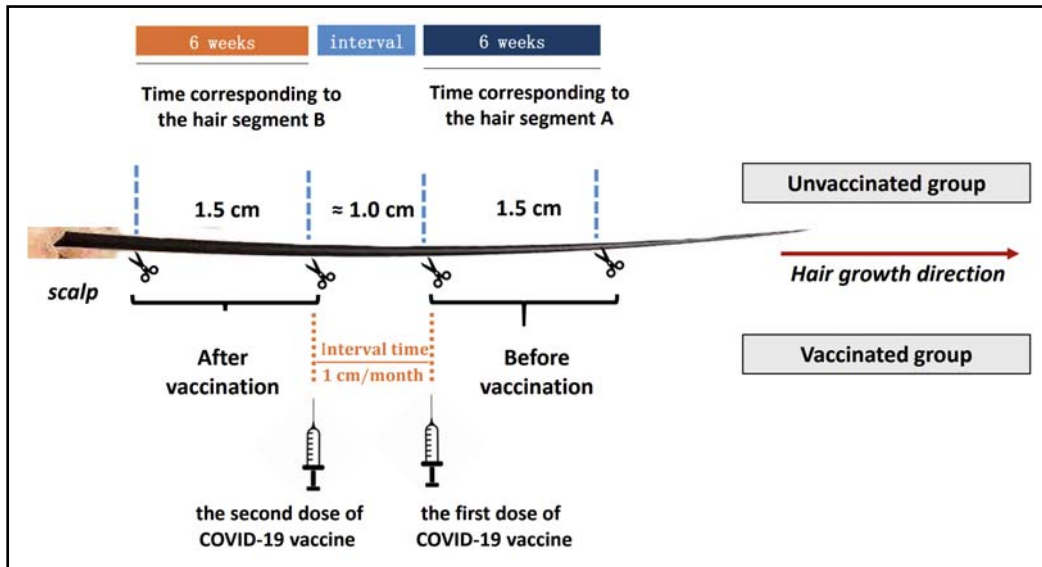 6 weeks
interval
6 weeks
Time corresponding to
the hair segment B
Time corresponding to
the hair segment A
Unvaccinated group
1.5 cm
≈ 1.0 cm
1.5 cm
scalp
Hair growth direction
After
vaccination
Interval time
1 cm/month
Before
vaccination
Vaccinated group
the second dose of
COVID-19 vaccine
the first dose of
COVID-19 vaccine